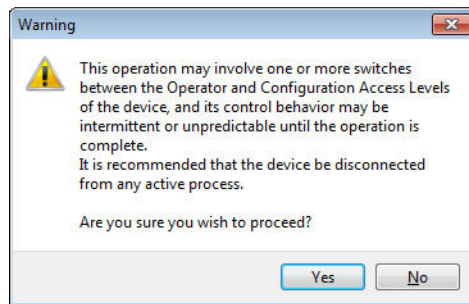 Warning
This operation may involve one or more switches
between the Operator and Configuration Access Levels
of the device, and its control behavior may be
intermittent or unpredictable until the operation is
complete.
It is recommended that the device be disconnected
from any active process.
Are you sure you wish to proceed?
Yes
No